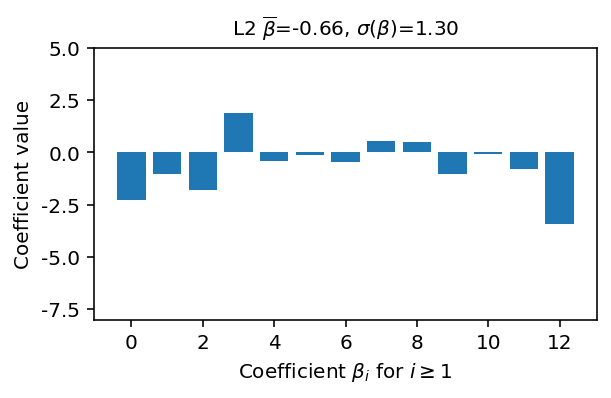 L2 β̅=-0.66, σ(β)=1.30
Coefficient value
5.0
2.5
0.0
-2.5
-5.0
-7.5
0 2 4 6 8 10 12
Coefficient βᵢ for i ≥ 1